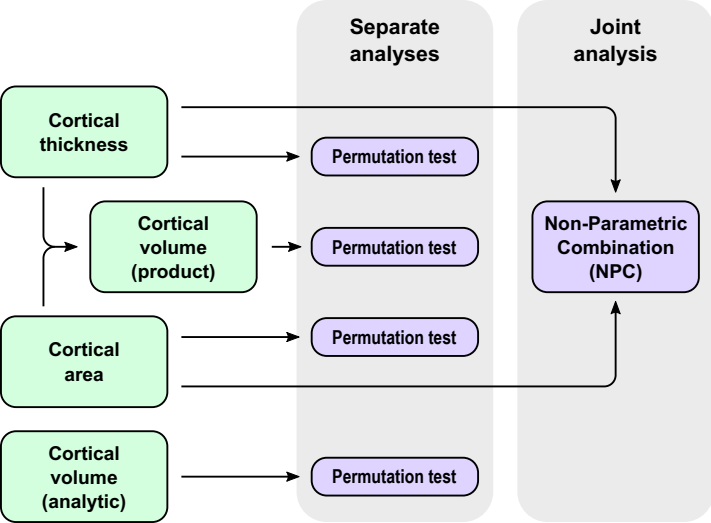 Separate
analyses
Joint
analysis
Cortical
thickness
Permutation test
Cortical
volume
(product)
Permutation test
Non-Parametric
Combination
(NPC)
Cortical
area
Permutation test
Cortical
volume
(analytic)
Permutation test